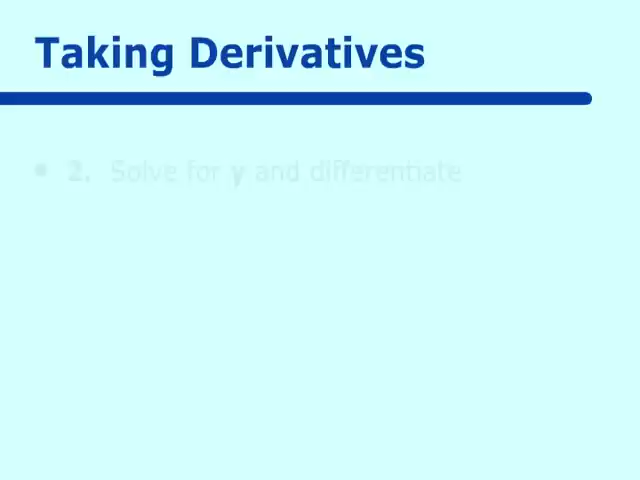 Taking Derivatives
• 2. Solve for y and differentiate